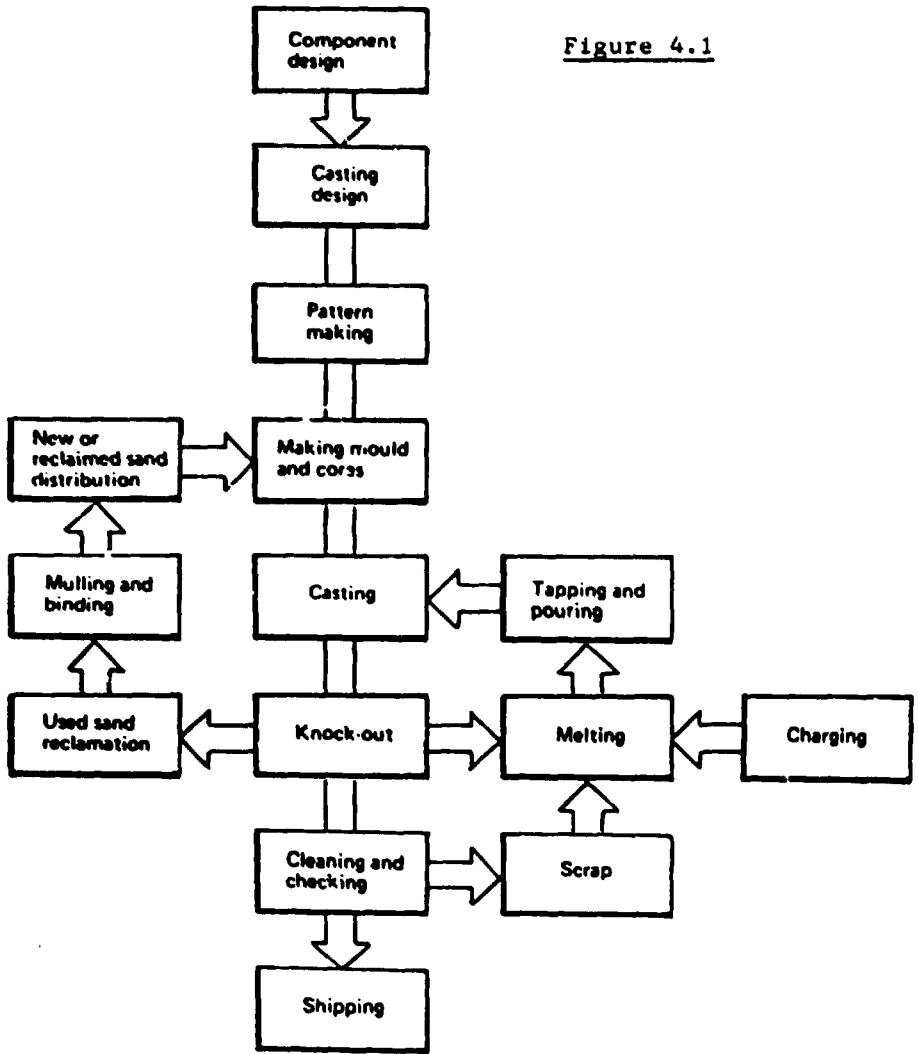 Component
design
Figure 4.1
Casting
design
Pattern
making
New or
reclaimed sand
distribution
Making mould
and cores
Mulling and
binding
Casting
Tapping and
pouring
Used sand
reclamation
Knock-out
Melting
Charging
Cleaning and
checking
Scrap
Shipping